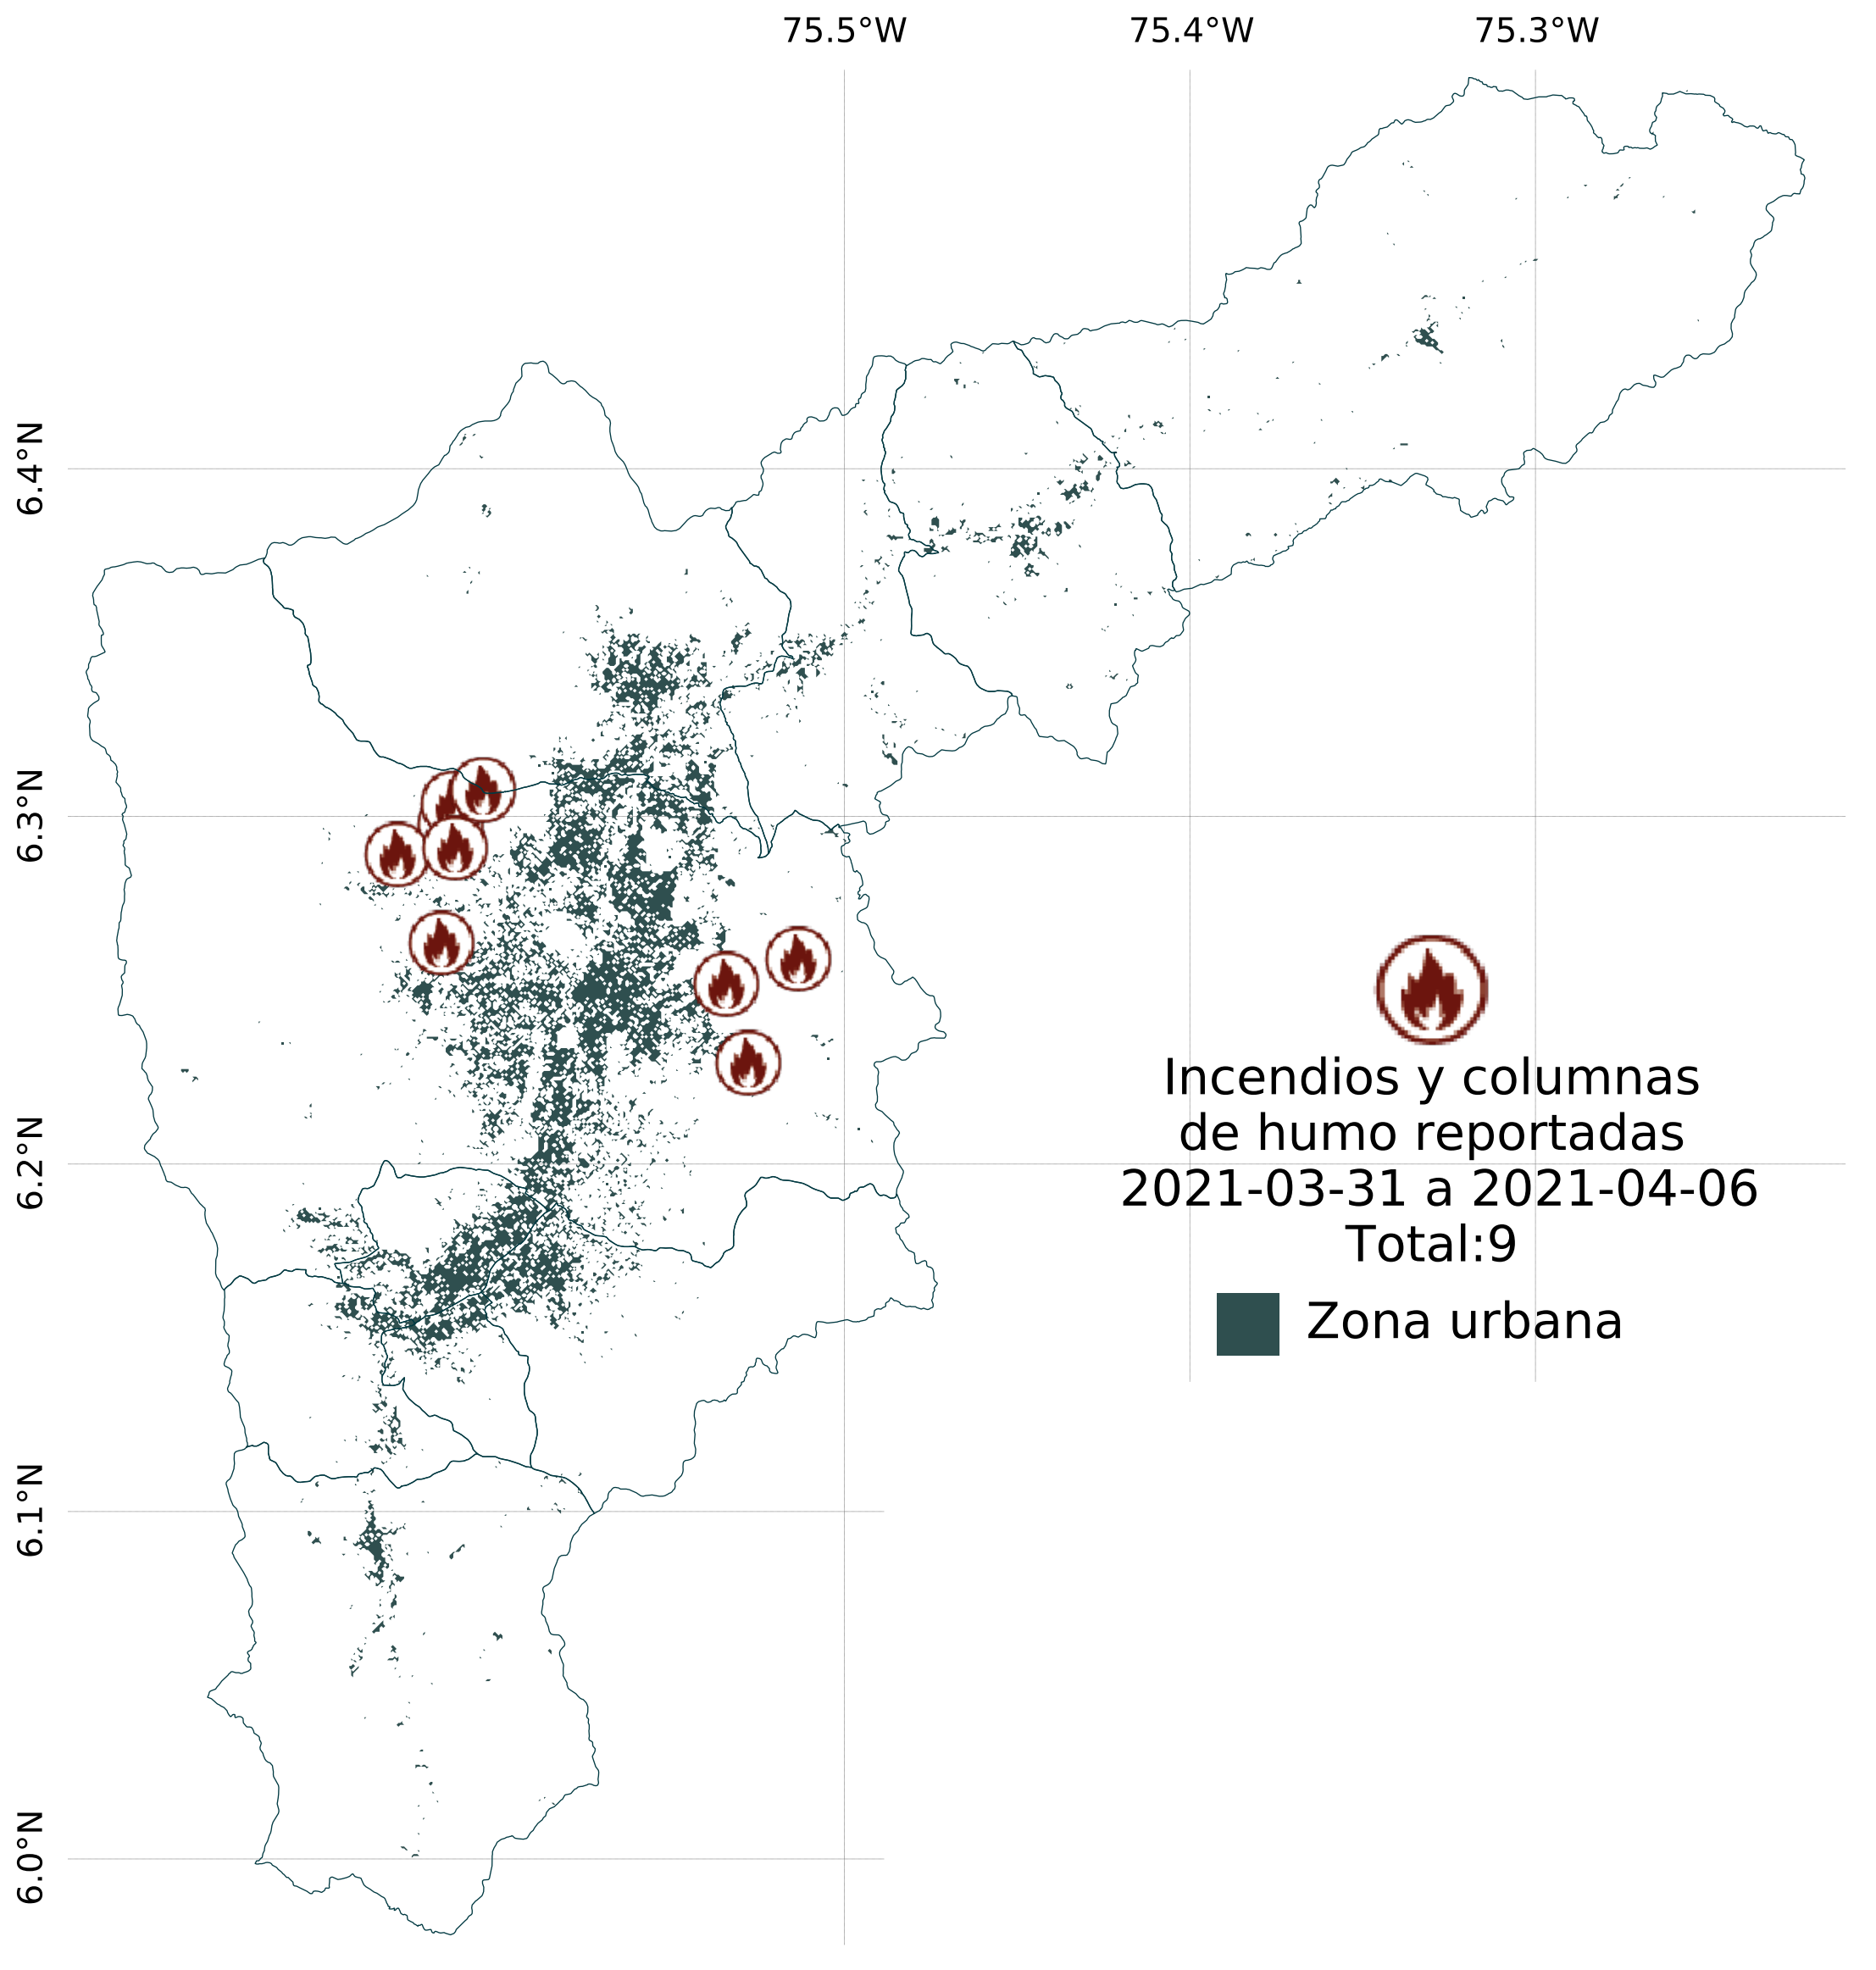 75.5°W 75.4°W 75.3°W
6.4°N
6.3°N
6.2°N
6.1°N
6.0°N
Incendios y columnas
de humo reportadas
2021-03-31 a 2021-04-06
Total:9
Zona urbana